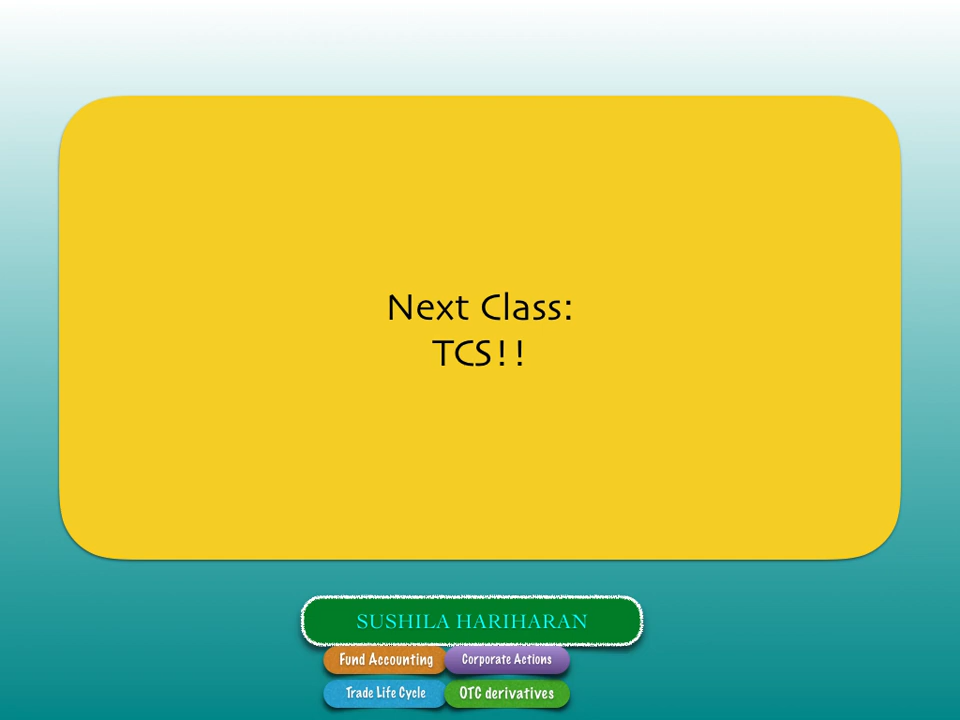 Next Class:
TCS!!
SUSHILA HARIHARAN
Fund Accounting
Corporate Actions
Trade Life Cycle
OTC derivatives